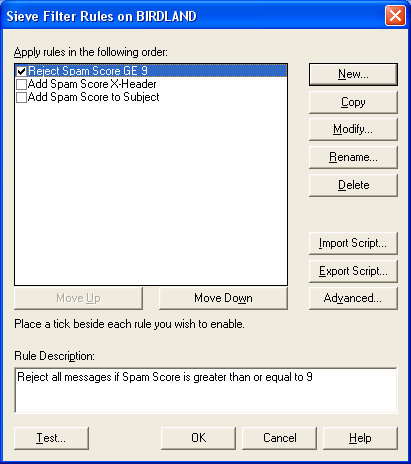 Sieve Filter Rules on BIRDLAND
Apply rules in the following order:
Reject Spam Score GE 9
Add Spam Score X-Header
Add Spam Score to Subject
New...
Copy
Modify...
Rename...
Delete
Import Script...
Export Script...
Advanced...
Move Up
Move Down
Place a tick beside each rule you wish to enable.
Rule Description:
Reject all messages if Spam Score is greater than or equal to 9
Test...
OK
Cancel
Help